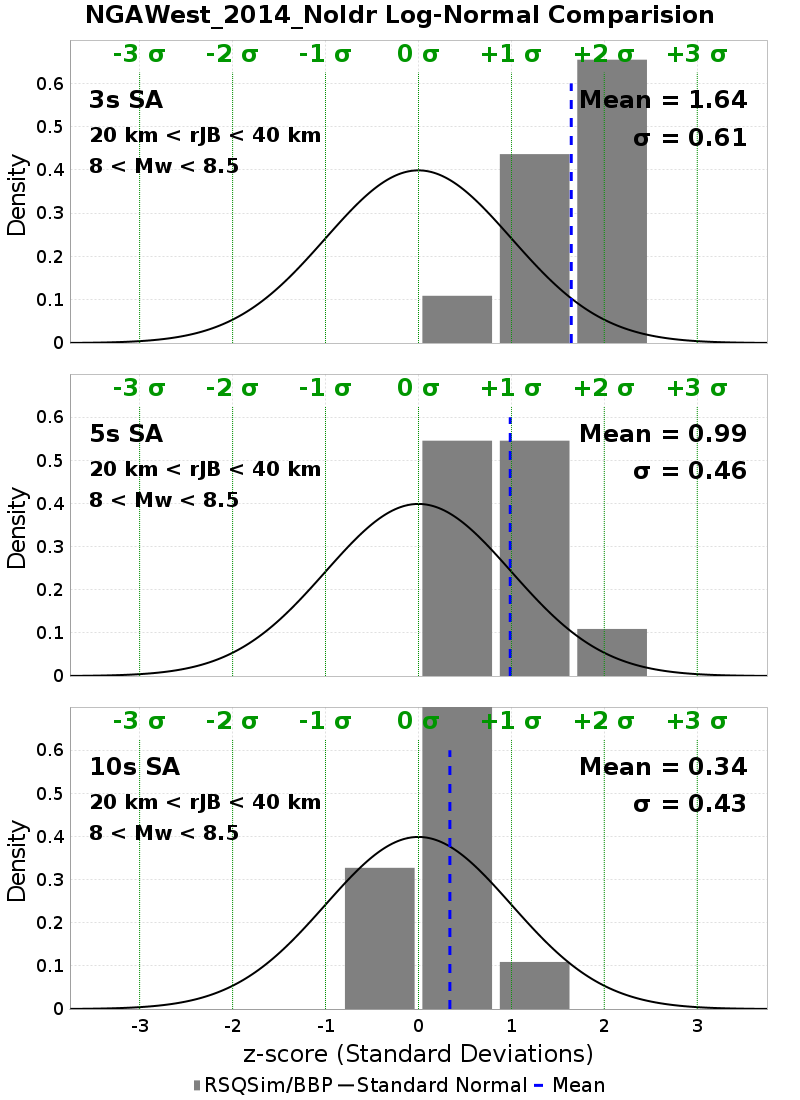 NGAWest_2014_NoIdr Log-Normal Comparision
-3 σ -2 σ -1 σ 0 σ +1 σ +2 σ +3 σ
3s SA
20 km < rJB < 40 km
8 < Mw < 8.5
Mean = 1.64
σ = 0.61
Density
0.6
0.5
0.4
0.3
0.2
0.1
0
-3 σ -2 σ -1 σ 0 σ +1 σ +2 σ +3 σ
5s SA
20 km < rJB < 40 km
8 < Mw < 8.5
Mean = 0.99
σ = 0.46
Density
0.6
0.5
0.4
0.3
0.2
0.1
0
-3 σ -2 σ -1 σ 0 σ +1 σ +2 σ +3 σ
10s SA
20 km < rJB < 40 km
8 < Mw < 8.5
Mean = 0.34
σ = 0.43
Density
0.6
0.5
0.4
0.3
0.2
0.1
0
-3 -2 -1 0 1 2 3
z-score (Standard Deviations)
RSQSim/BBP Standard Normal Mean